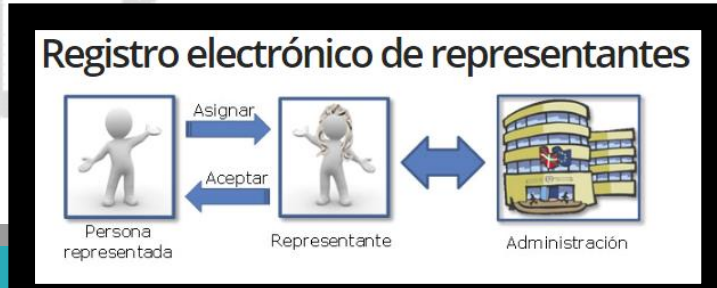 Registro electrónico de representantes
Asignar
Aceptar
Persona
representada
Representante
Administración